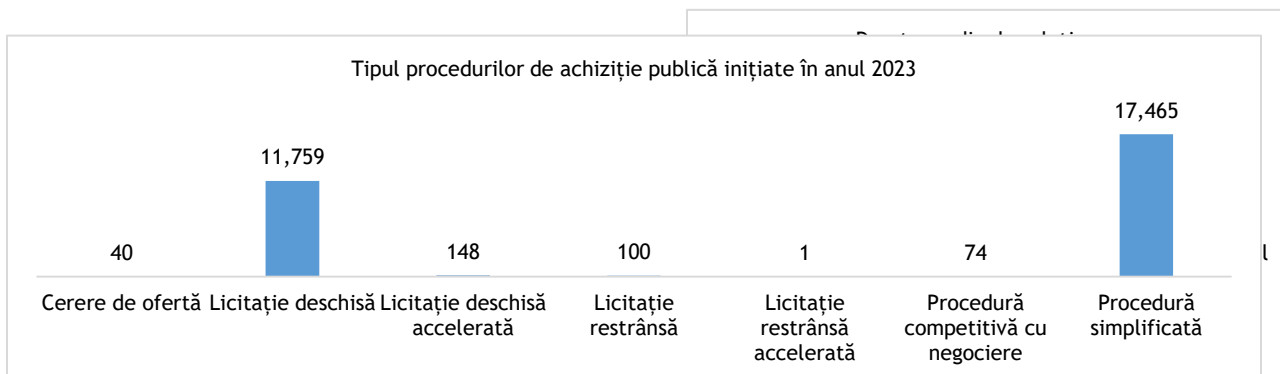 Tipul procedurilor de achiziție publică inițiate în anul 2023
17,465
11,759
40
148
100
1
74
l
Cerere de ofertă
Licitație deschisă
Licitație deschisă
accelerată
Licitație
restrânsă
Licitație
restrânsă
accelerată
Procedură
competitivă cu
negociere
Procedură
simplificată